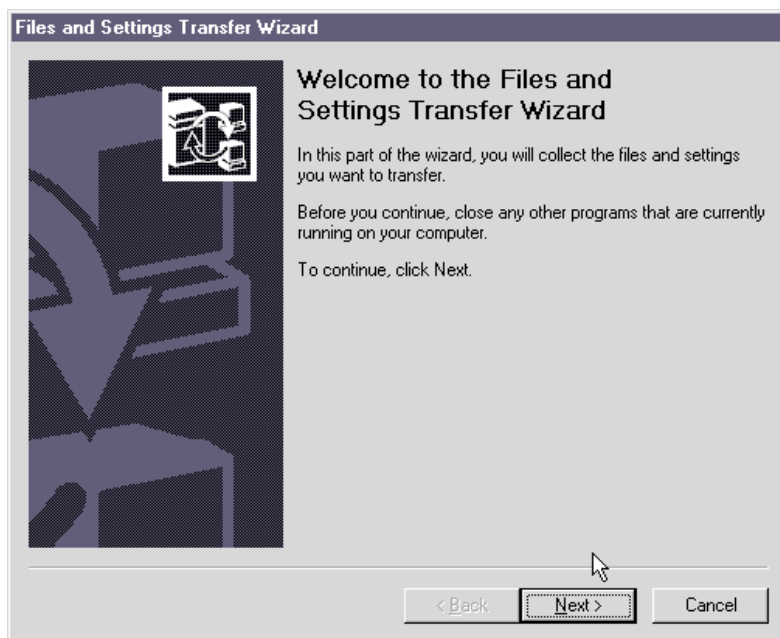 Files and Settings Transfer Wizard
Welcome to the Files and
Settings Transfer Wizard
In this part of the wizard, you will collect the files and settings
you want to transfer.
Before you continue, close any other programs that are currently
running on your computer.
To continue, click Next.
< Back
Next >
Cancel